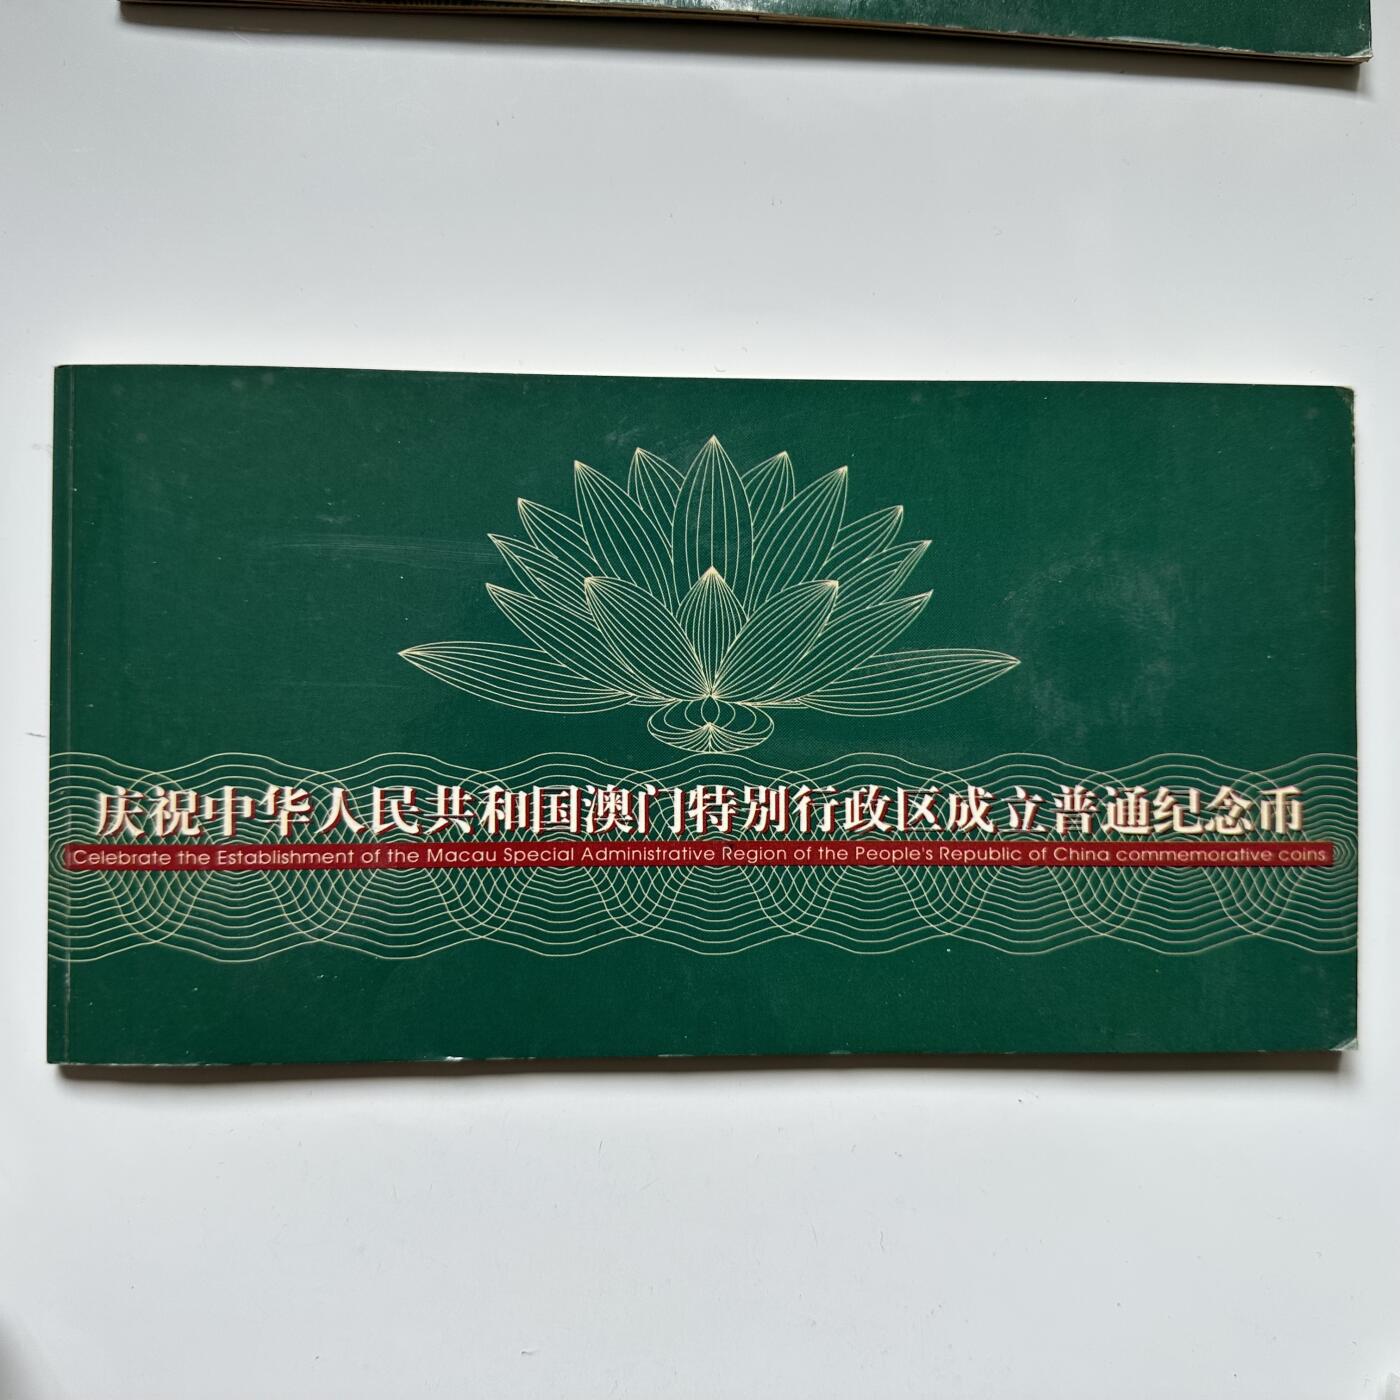 庆祝中华人民共和国澳门特别行政区成立普通纪念币
Celebrate the Establishment of the Macau Special Administrative Region of the People's Republic of China commemorative coins